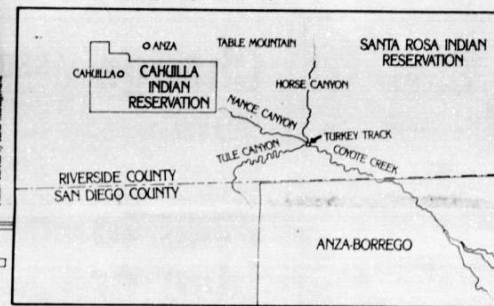 ANZA
TABLE MOUNTAIN
SANTA ROSA INDIAN
RESERVATION
CAHUILLA
CAHUILLA
INDIAN
RESERVATION
HORSE CANYON
NANCE CANYON
TURKEY TRACK
TULE CANYON
COYOTE CREEK
RIVERSIDE COUNTY
SAN DIEGO COUNTY
ANZA-BORREGO